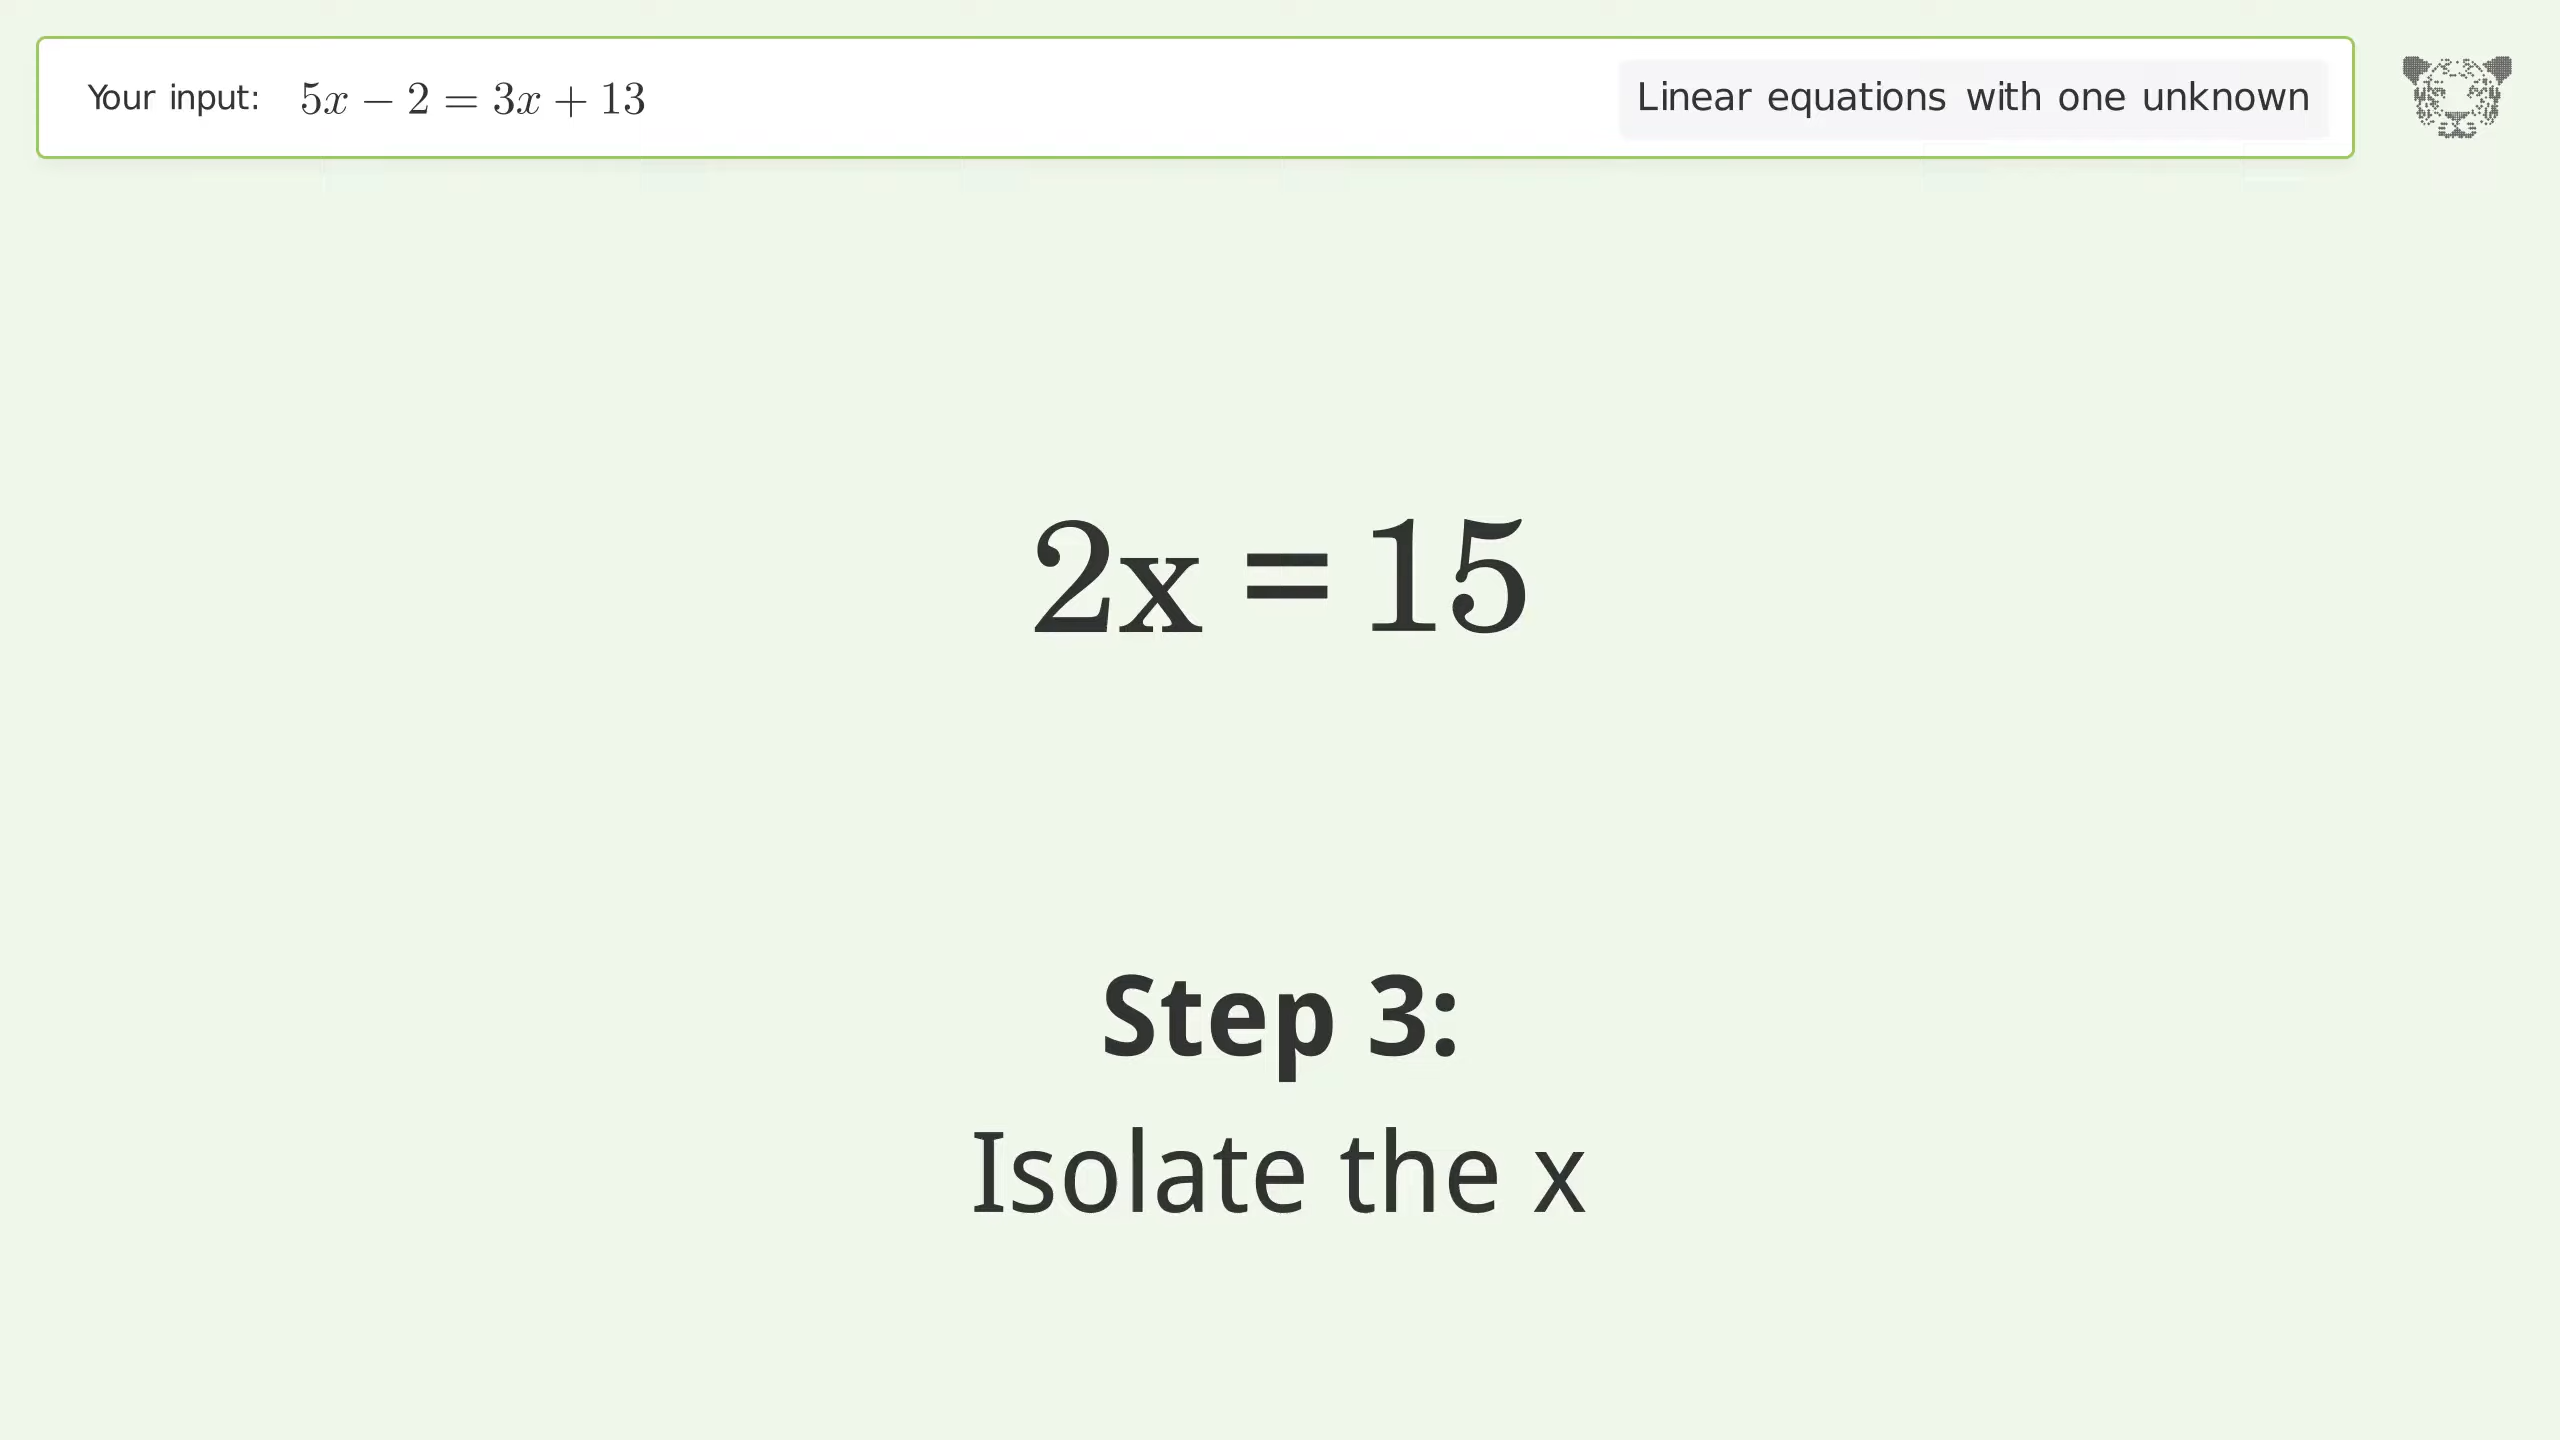 Your input: 5x − 2 = 3x + 13
Linear equations with one unknown
2x = 15
Step 3:
Isolate the x